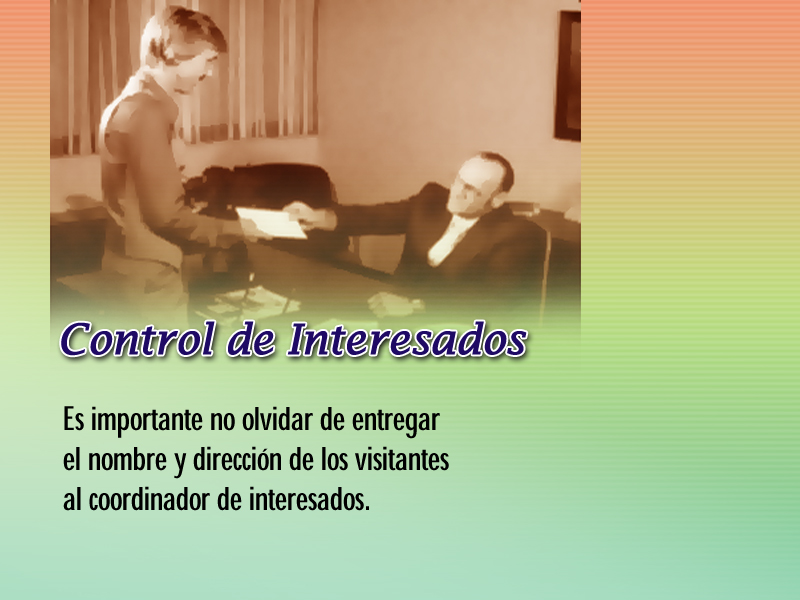 Control de Interesados
Es importante no olvidar de entregar
el nombre y dirección de los visitantes
al coordinador de interesados.